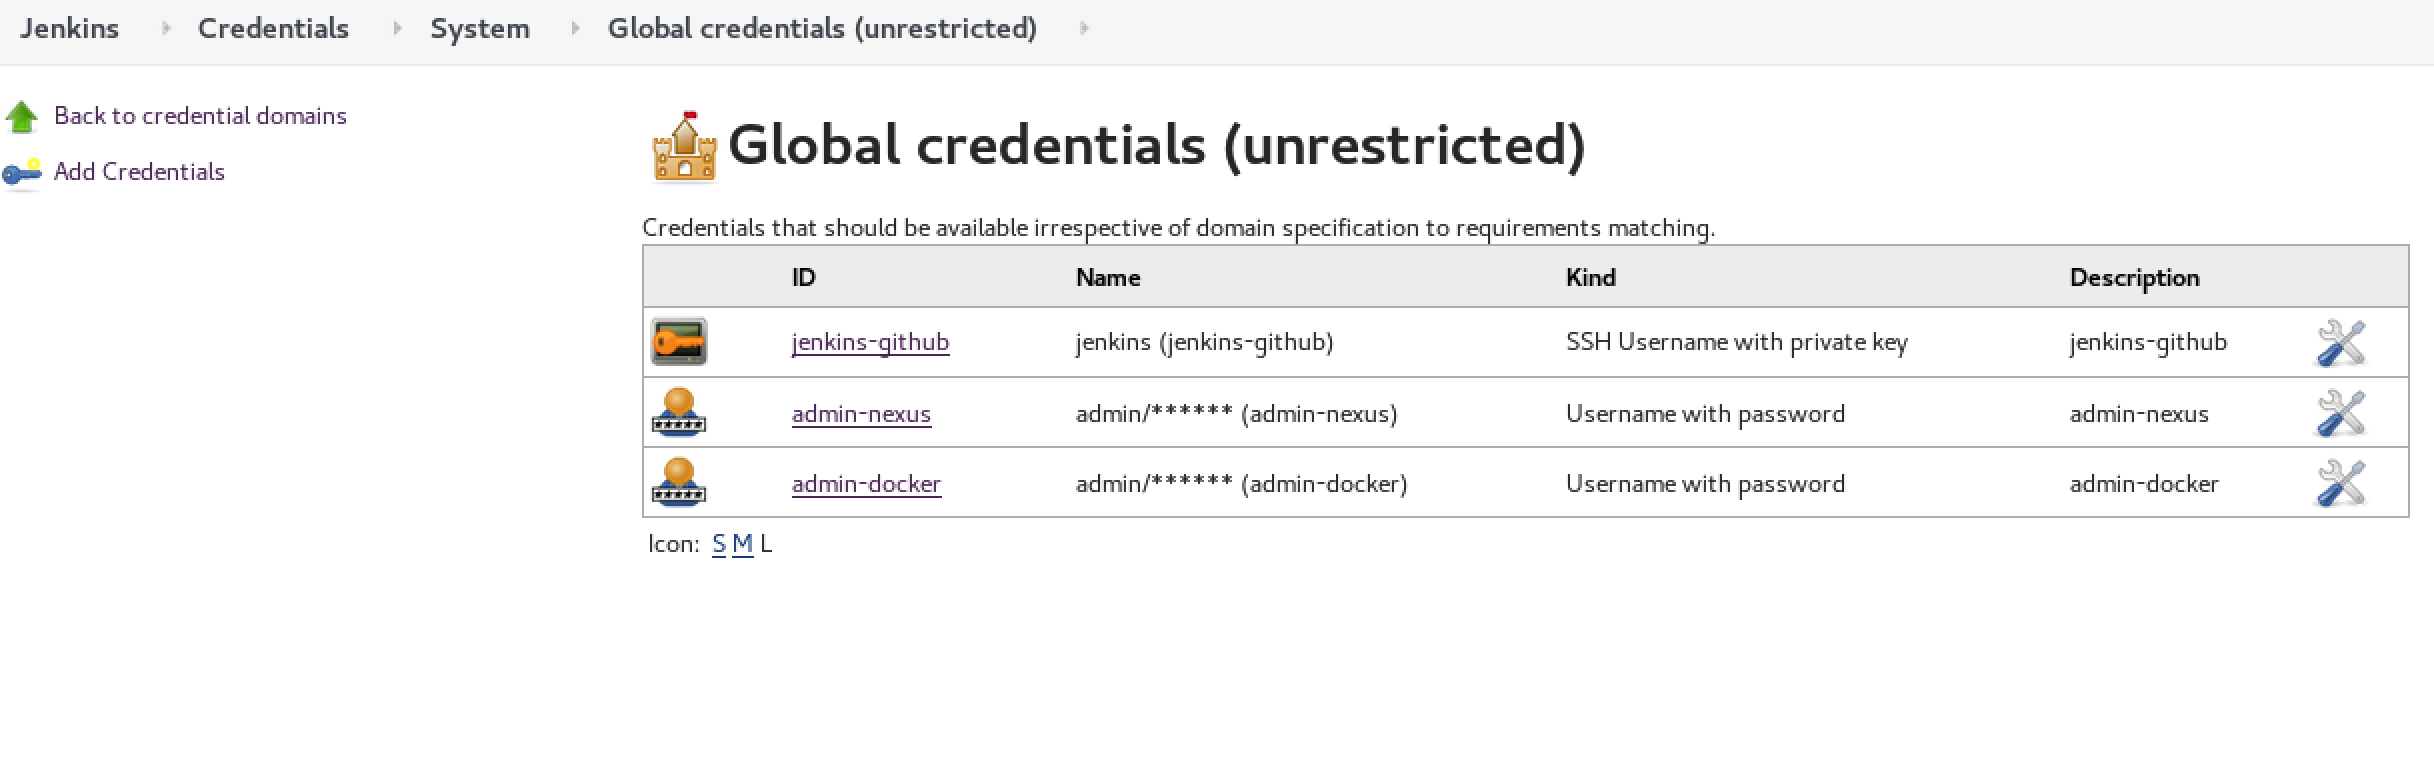 Jenkins Credentials System Global credentials (unrestricted)
Back to credential domains
Add Credentials
Global credentials (unrestricted)
Credentials that should be available irrespective of domain specification to requirements matching.
ID Name Kind Description
jenkins-github jenkins (jenkins-github) SSH Username with private key jenkins-github
admin-nexus admin/****** (admin-nexus) Username with password admin-nexus
admin-docker admin/****** (admin-docker) Username with password admin-docker
Icon: S M L